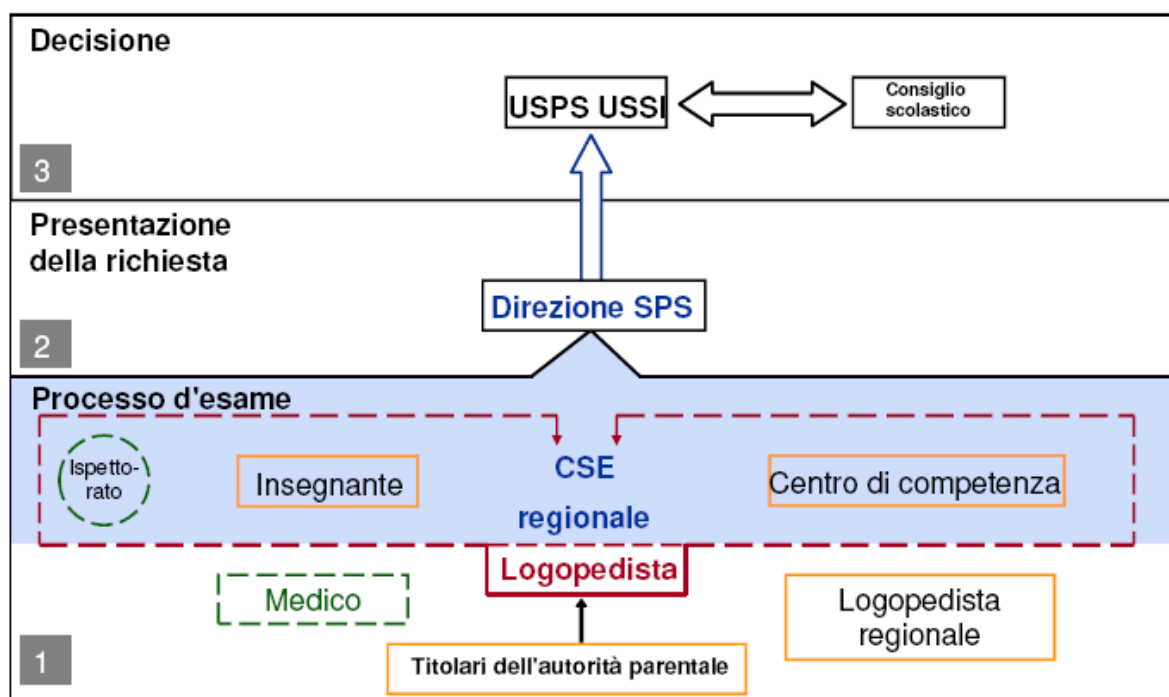 Decisione
USPS USSI
Consiglio
scolastico
3
Presentazione
della richiesta
Direzione SPS
2
Processo d'esame
Ispetto-
rato
Insegnante
CSE
regionale
Centro di competenza
Logopedista
Medico
Logopedista
regionale
Titolari dell'autorità parentale
1